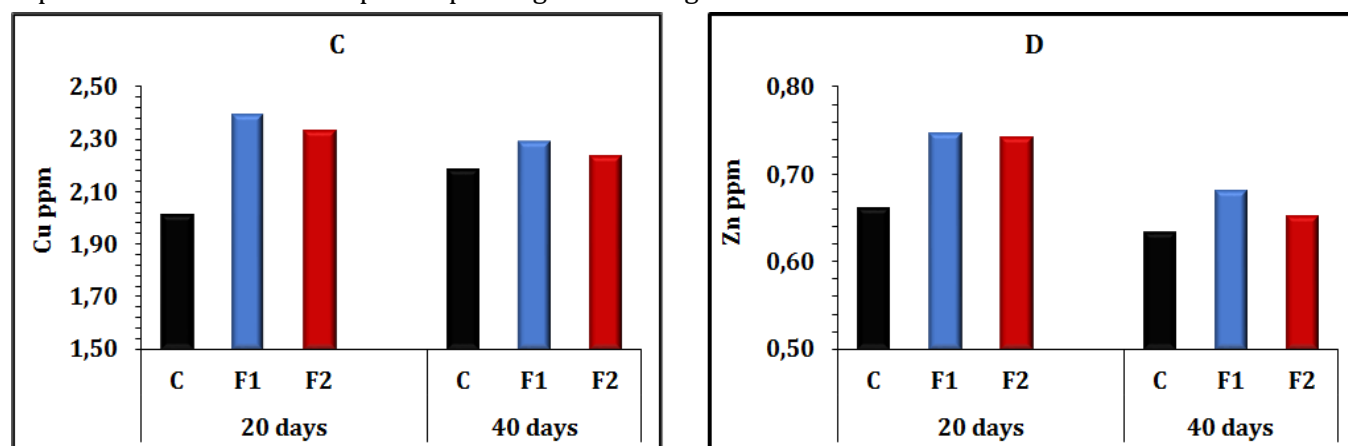 C
2,50
2,30
2,10
1,90
1,70
1,50
Cu ppm
C F1 F2 C F1 F2
20 days 40 days
D
0,80
0,70
0,60
0,50
Zn ppm
C F1 F2 C F1 F2
20 days 40 days